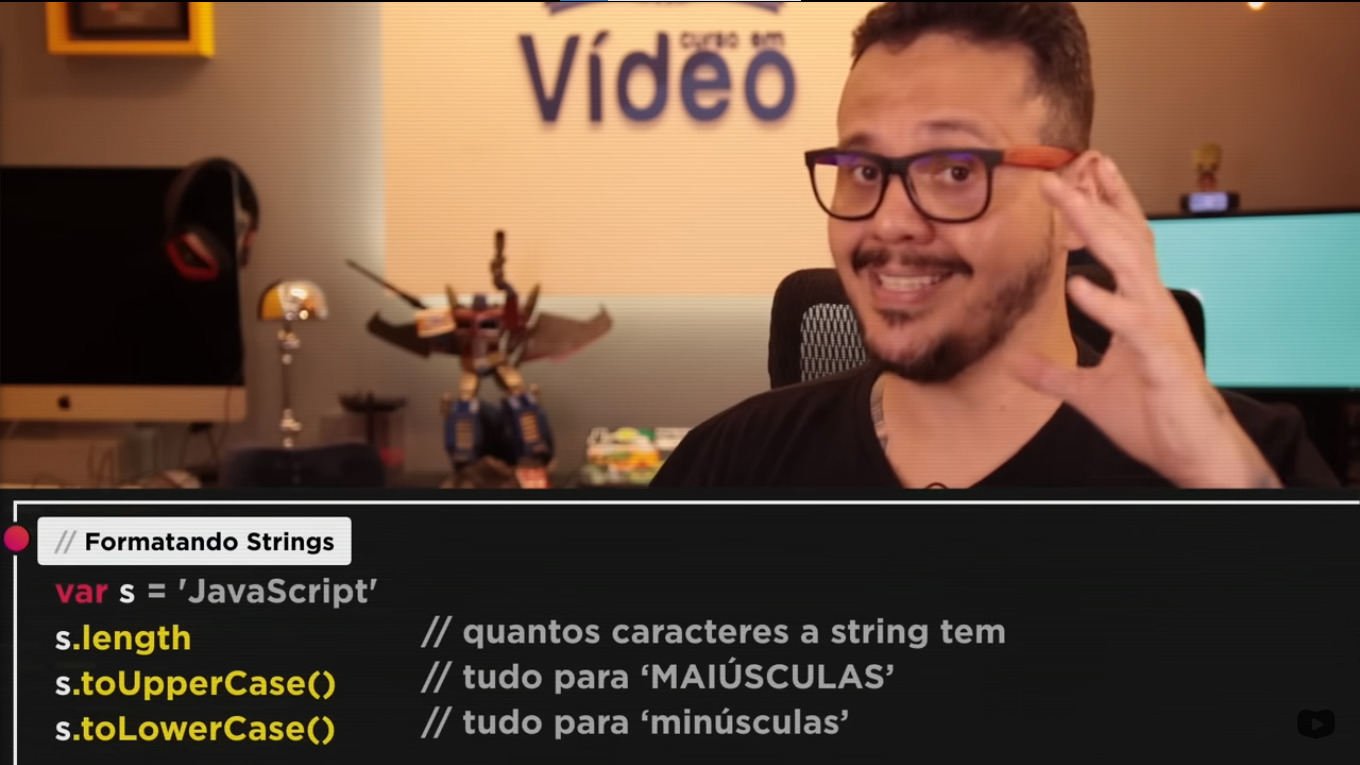 curso em
Vídeo
// Formatando Strings
var s = 'JavaScript'
s.length // quantos caracteres a string tem
s.toUpperCase() // tudo para ‘MAIÚSCULAS’
s.toLowerCase() // tudo para ‘minúsculas’